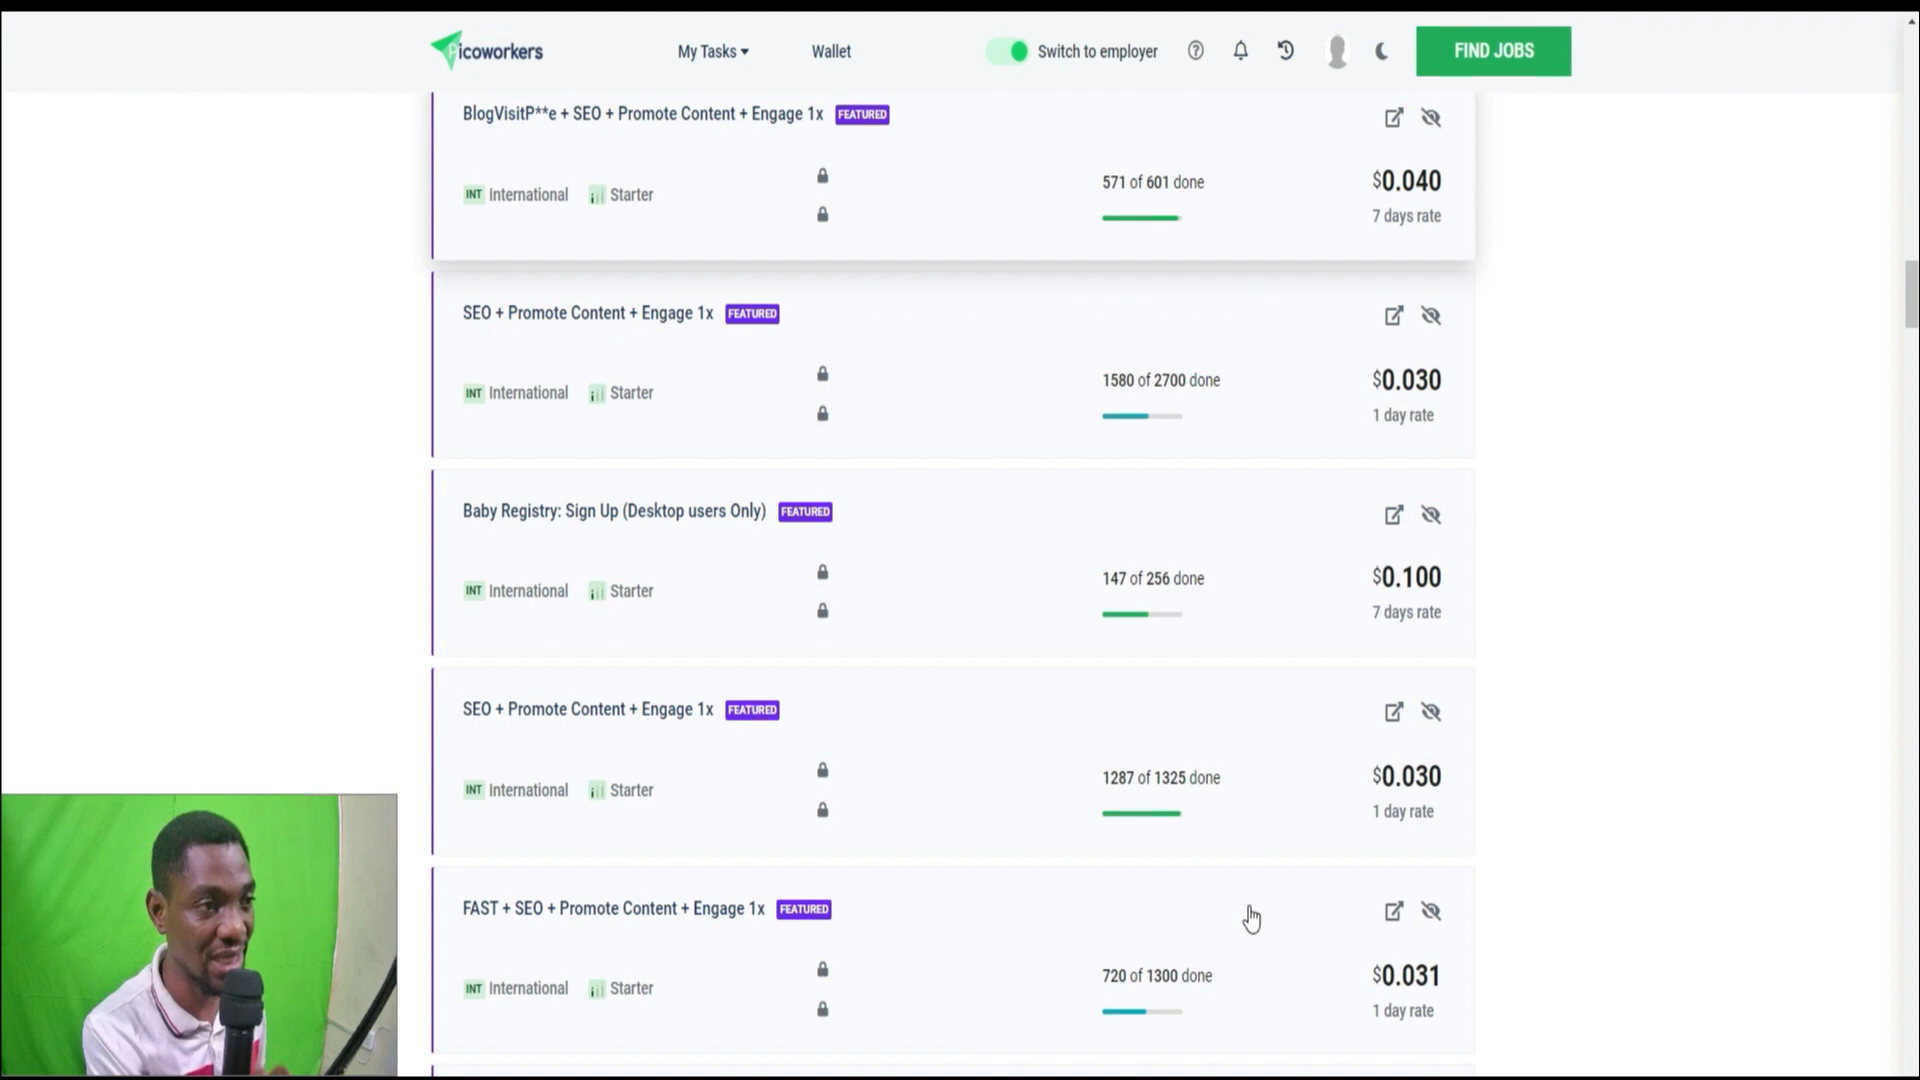 Picoworkers
My Tasks
Wallet
Switch to employer
FIND JOBS
BlogVisitP**e + SEO + Promote Content + Engage 1x FEATURED
INT International Starter
571 of 601 done
$0.040
7 days rate
SEO + Promote Content + Engage 1x FEATURED
INT International Starter
1580 of 2700 done
$0.030
1 day rate
Baby Registry: Sign Up (Desktop users Only) FEATURED
INT International Starter
147 of 256 done
$0.100
7 days rate
SEO + Promote Content + Engage 1x FEATURED
INT International Starter
1287 of 1325 done
$0.030
1 day rate
FAST + SEO + Promote Content + Engage 1x FEATURED
INT International Starter
720 of 1300 done
$0.031
1 day rate